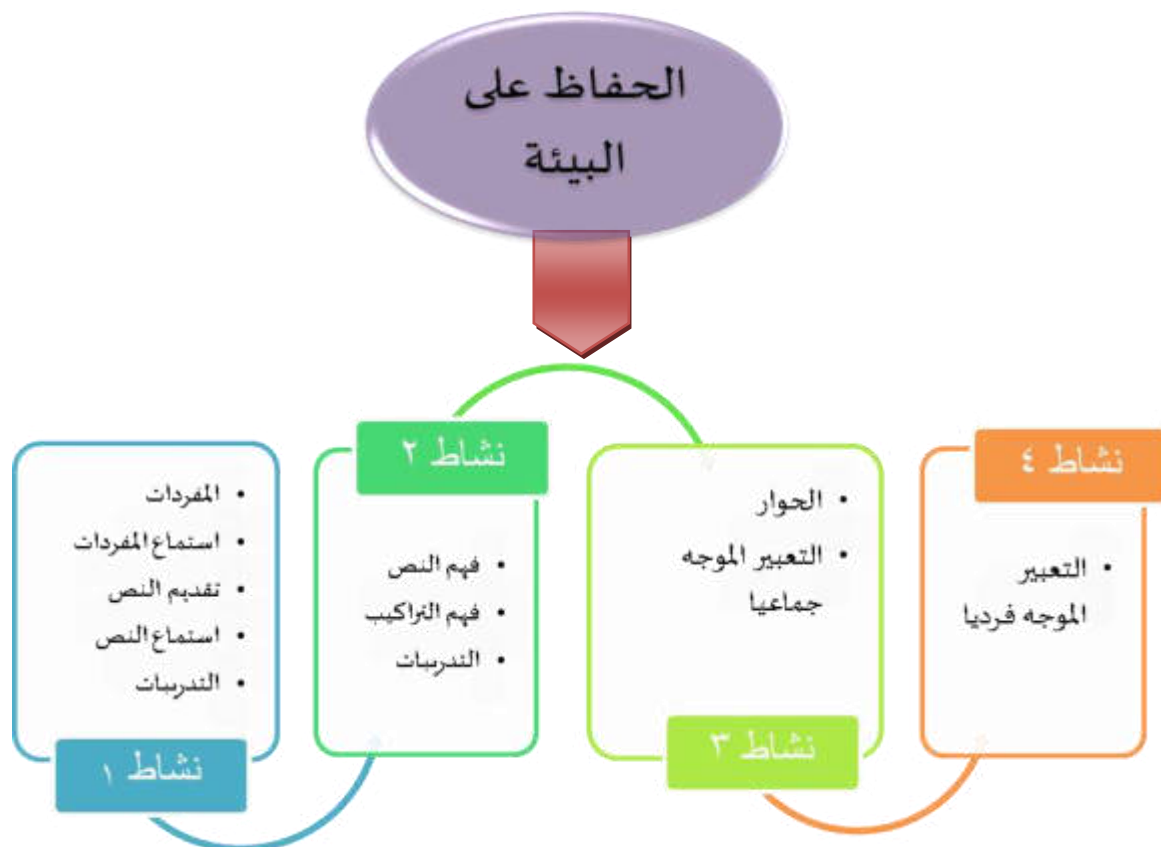 الحفاظ على
البيئة
نشاط ١
• المفردات
• استماع المفردات
• تقديم النص
• استماع النص
• التدريبات
نشاط ٢
• فهم النص
• فهم التراكيب
• التدريبات
نشاط ٣
• الحوار
• التعبير الموجه
جماعيا
نشاط ٤
• التعبير
الموجه فرديا